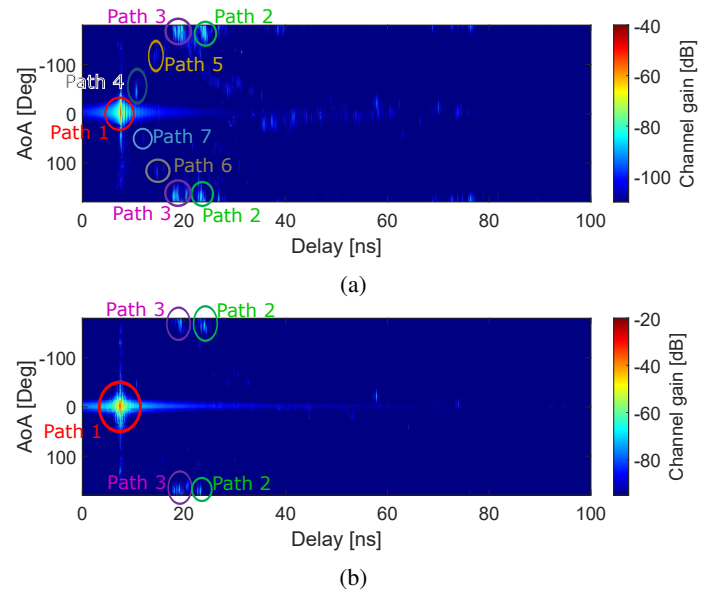 Path 3
Path 2
-40
-100
Path 5
-60
Path 4
0
Path 1
Path 7
-80
100
Path 6
-100
AoA [Deg]
Channel gain [dB]
0
20
40
60
80
100
Path 3
Path 2
Delay [ns]
(a)
Path 3
Path 2
-20
-100
-40
0
Path 1
-60
100
Path 3
Path 2
-80
AoA [Deg]
Channel gain [dB]
0
20
40
60
80
100
Delay [ns]
(b)